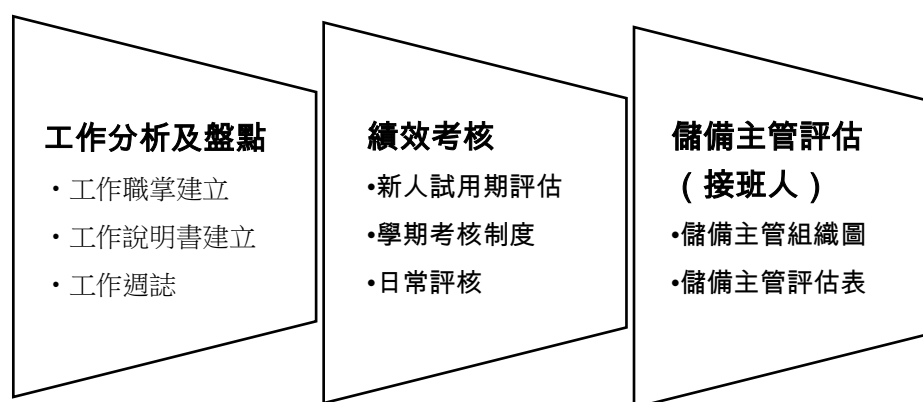 工作分析及盤點
・工作職掌建立
・工作說明書建立
・工作週誌
績效考核
•新人試用期評估
•學期考核制度
•日常評核
儲備主管評估
（接班人）
•儲備主管組織圖
•儲備主管評估表